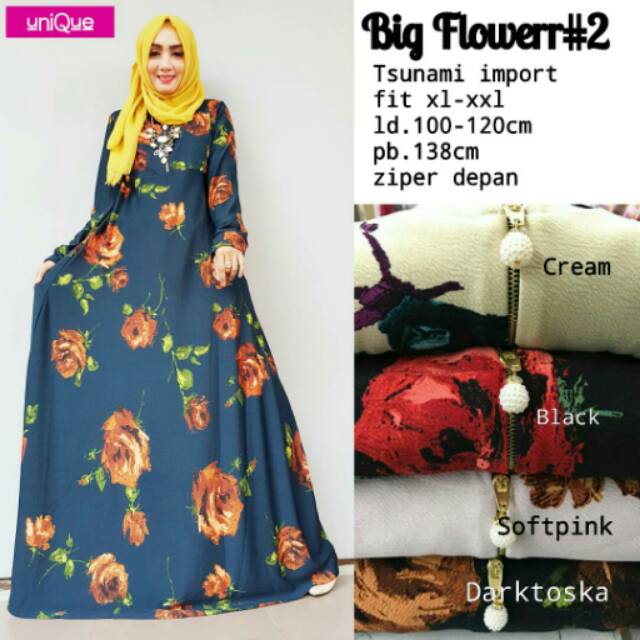 uniQue
Big Flowerr#2
Tsunami import
fit xl-xxl
ld.100-120cm
pb.138cm
ziper depan
Cream
Black
Softpink
Darktoska